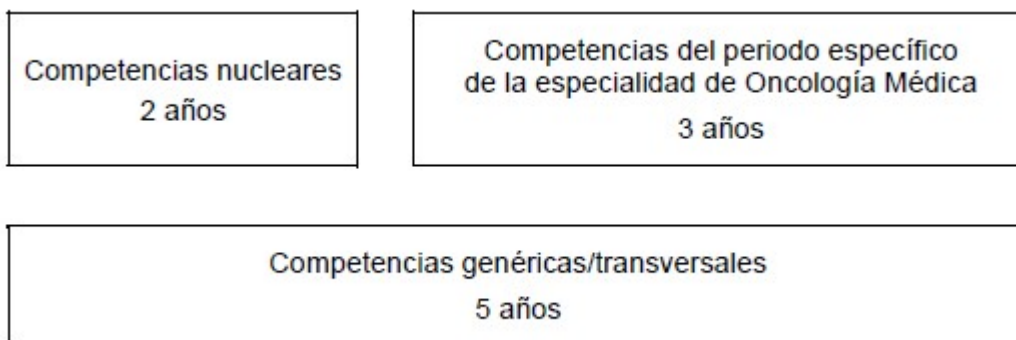 Competencias nucleares
2 años
Competencias del periodo específico
de la especialidad de Oncología Médica
3 años
Competencias genéricas/transversales
5 años